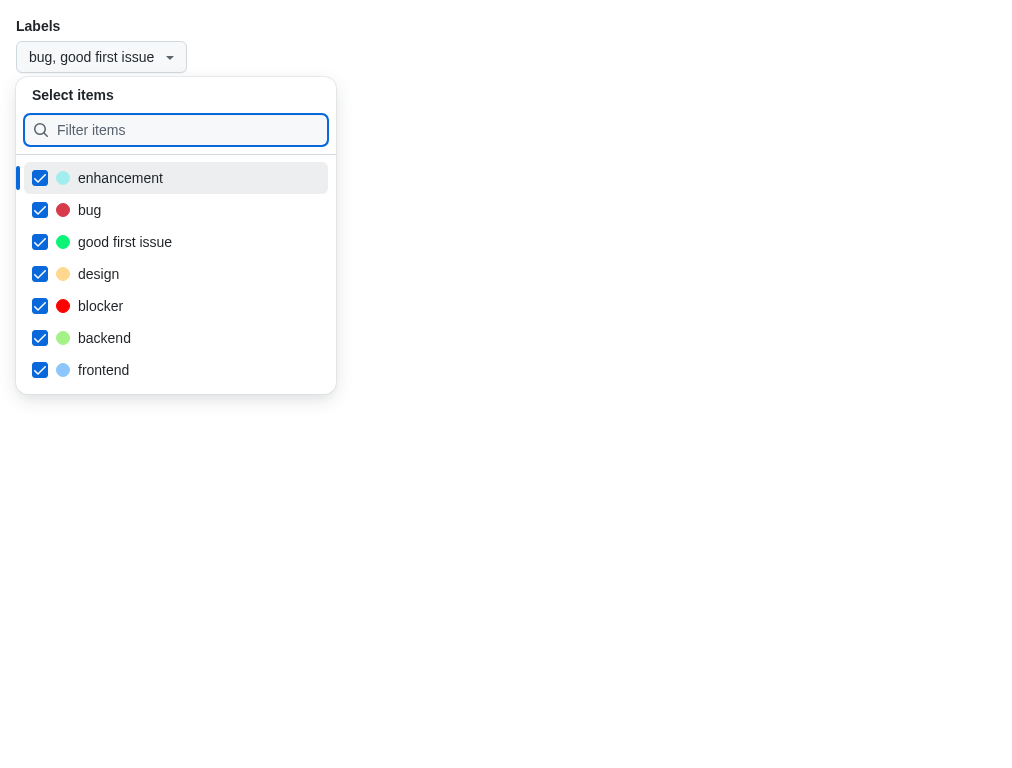 Labels
bug, good first issue
Select items
Filter items
enhancement
bug
good first issue
design
blocker
backend
frontend